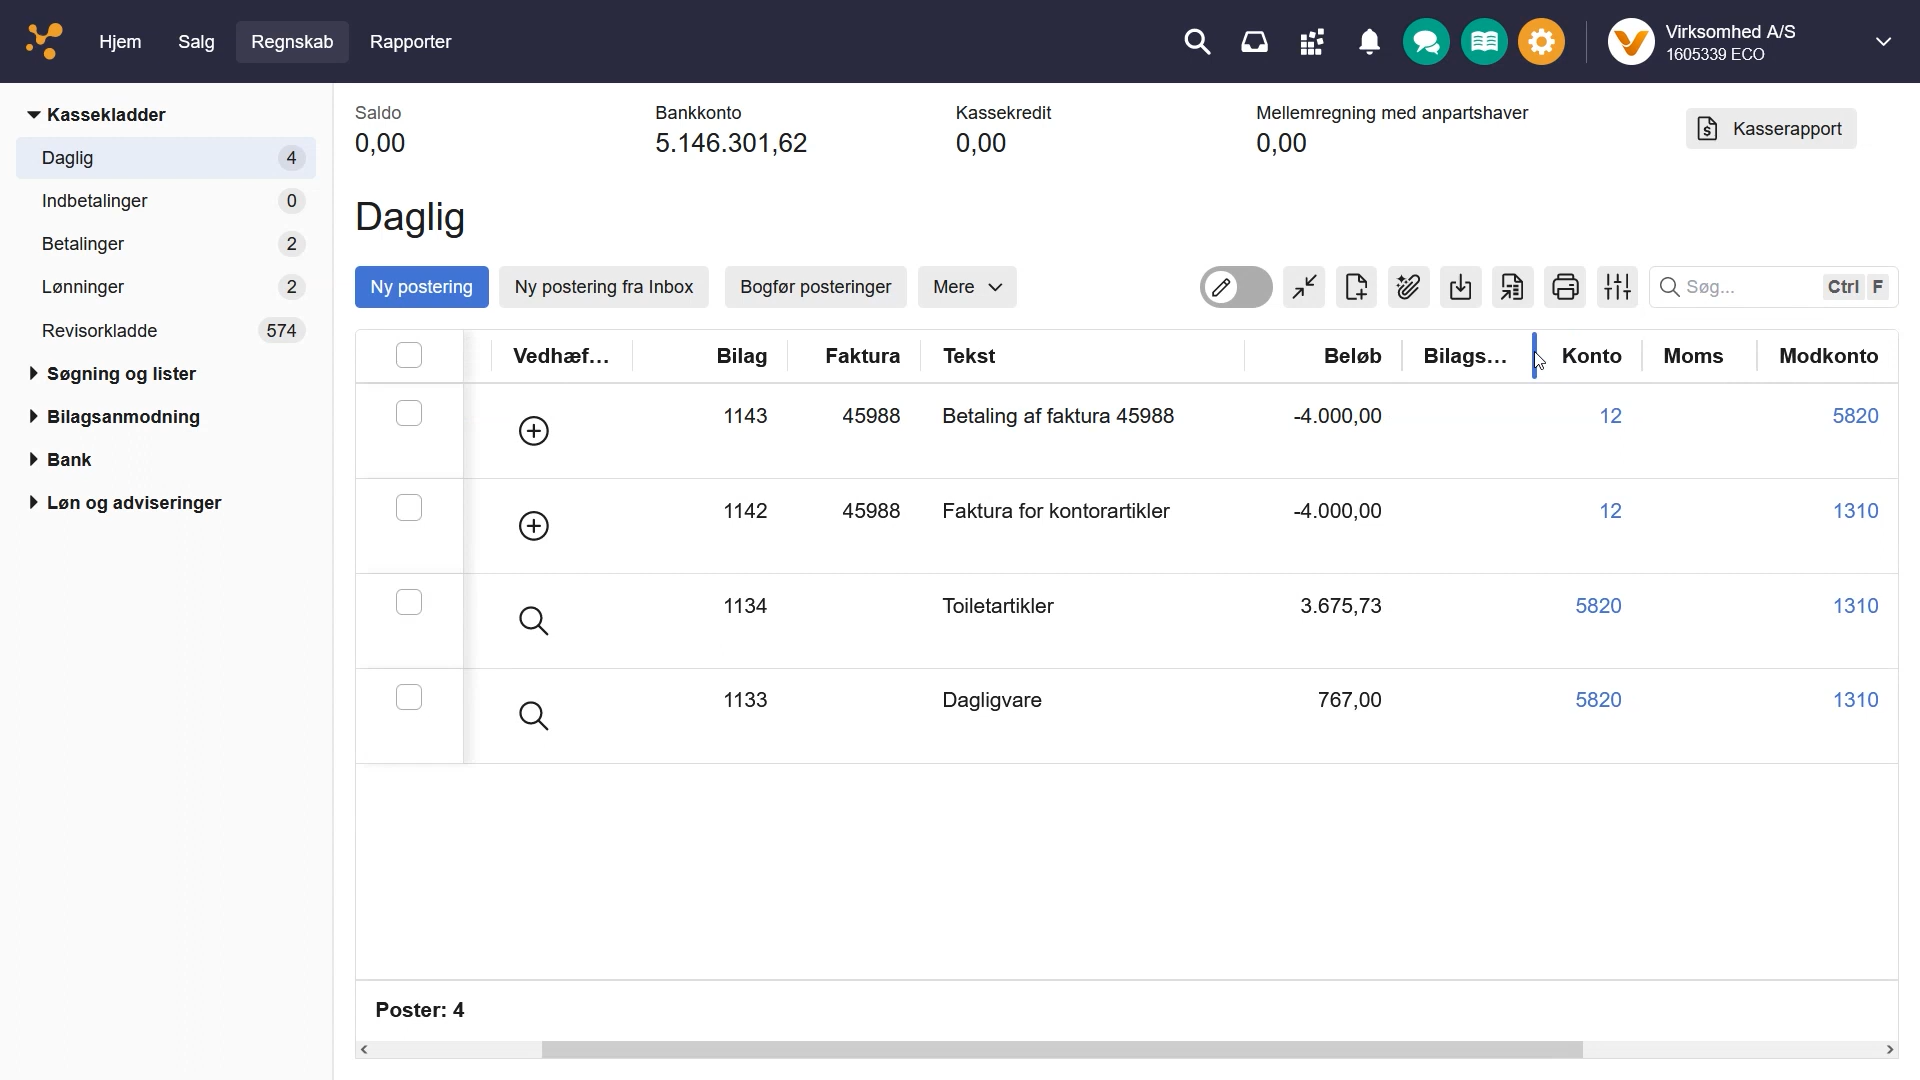 Hjem Salg Regnskab Rapporter
Virksomhed A/S
1605339 ECO
Kassekladder
Daglig 4
Indbetalinger 0
Betalinger 2
Lønninger 2
Revisorkladde 574
Søgning og lister
Bilagsanmodning
Bank
Løn og adviseringer
Saldo Bankkonto Kassekredit Mellemregning med anpartshaver
0,00 5.146.301,62 0,00 0,00
Kasserapport
Daglig
Ny postering Ny postering fra Inbox Bogfør posteringer Mere Søg... Ctrl F
Vedhæf... Bilag Faktura Tekst Beløb Bilags... Konto Moms Modkonto
1143 45988 Betaling af faktura 45988 -4.000,00 12 5820
1142 45988 Faktura for kontorartikler -4.000,00 12 1310
1134 Toiletartikler 3.675,73 5820 1310
1133 Dagligvare 767,00 5820 1310
Poster: 4